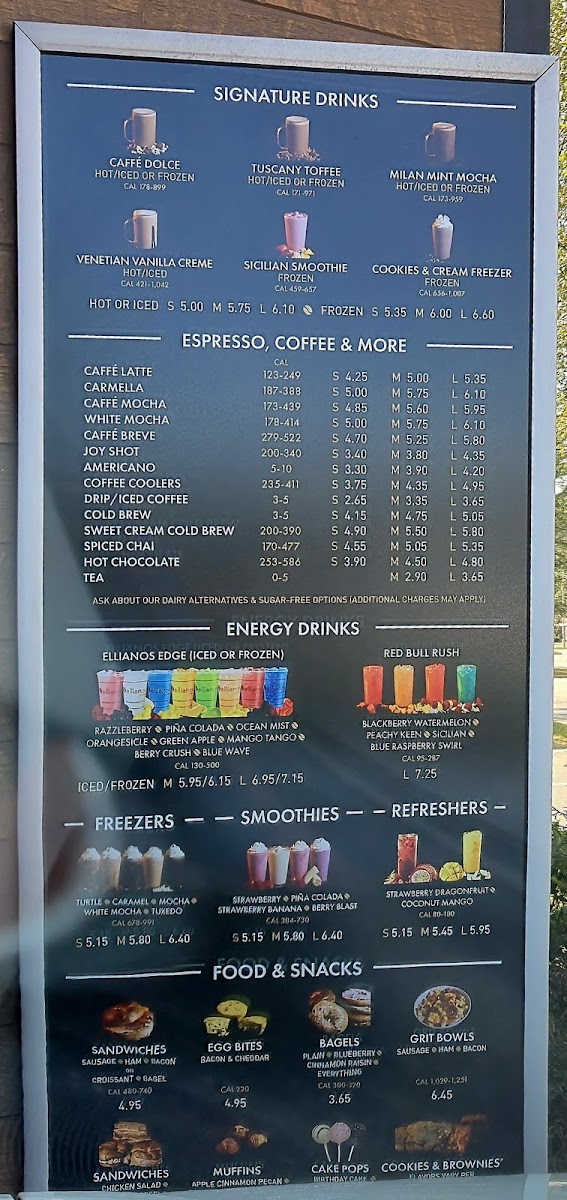 SIGNATURE DRINKS
CAFFÉ DOLCE
HOT/ICED OR FROZEN
CAL 178-899
TUSCANY TOFFEE
HOT/ICED OR FROZEN
CAL 171-971
MILAN MINT MOCHA
HOT/ICED OR FROZEN
CAL 173-959
VENETIAN VANILLA CREME
HOT/ICED
CAL 421-1,042
SICILIAN SMOOTHIE
FROZEN
CAL 459-657
COOKIES & CREAM FREEZER
FROZEN
CAL 656-1,087
HOT OR ICED S 5.00 M 5.75 L 6.10 FROZEN S 5.35 M 6.00 L 6.60
ESPRESSO, COFFEE & MORE
CAL
CAFFÉ LATTE 123-249 S 4.25 M 5.00 L 5.35
CARMELLA 187-388 S 5.00 M 5.75 L 6.10
CAFFÉ MOCHA 173-439 S 4.85 M 5.60 L 5.95
WHITE MOCHA 178-414 S 5.00 M 5.75 L 6.10
CAFFÉ BREVE 279-522 S 4.70 M 5.25 L 5.80
JOY SHOT 200-340 S 3.40 M 3.80 L 4.35
AMERICANO 5-10 S 3.30 M 3.90 L 4.20
COFFEE COOLERS 235-411 S 3.75 M 4.35 L 4.95
DRIP/ICED COFFEE 3-5 S 2.65 M 3.35 L 3.65
COLD BREW 3-5 S 4.15 M 4.75 L 5.05
SWEET CREAM COLD BREW 200-390 S 4.90 M 5.50 L 5.80
SPICED CHAI 170-477 S 4.55 M 5.05 L 5.35
HOT CHOCOLATE 253-586 S 3.90 M 4.50 L 4.80
TEA 0-5 M 2.90 L 3.65
ASK ABOUT OUR DAIRY ALTERNATIVES & SUGAR-FREE OPTIONS (ADDITIONAL CHARGES MAY APPLY)
ENERGY DRINKS
ELLIANOS EDGE (ICED OR FROZEN)
RAZZLEBERRY PIÑA COLADA OCEAN MIST
ORANGESICLE GREEN APPLE MANGO TANGO
BERRY CRUSH BLUE WAVE
CAL 130-500
ICED/FROZEN M 5.95/6.15 L 6.95/7.15
RED BULL RUSH
BLACKBERRY WATERMELON
PEACHY KEEN SICILIAN
BLUE RASPBERRY SWIRL
CAL 95-287
L 7.25
FREEZERS
TURTLE CARAMEL MOCHA
WHITE MOCHA TUXEDO
CAL 678-991
S 5.15 M 5.80 L 6.40
SMOOTHIES
STRAWBERRY PIÑA COLADA
STRAWBERRY BANANA BERRY BLAST
CAL 384-730
S 5.15 M 5.80 L 6.40
REFRESHERS
STRAWBERRY DRAGONFRUIT
COCONUT MANGO
CAL 80-180
S 5.15 M 5.45 L 5.95
FOOD & SNACKS
SANDWICHES
SAUSAGE HAM BACON
ON
CROISSANT BAGEL
CAL 480-740
4.95
EGG BITES
BACON & CHEDDAR
CAL 220
4.95
BAGELS
PLAIN BLUEBERRY
CINNAMON RAISIN
EVERYTHING
CAL 300-320
3.65
GRIT BOWLS
SAUSAGE HAM BACON
CAL 1,029-1,251
6.45
SANDWICHES
CHICKEN SALAD
MUFFINS
APPLE CINNAMON PECAN
CAKE POPS
BIRTHDAY CAKE
COOKIES & BROWNIES'
FLAVORS VARY PER